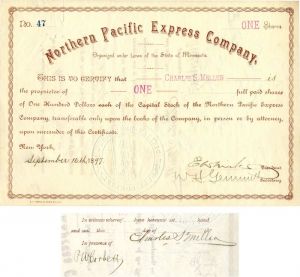 No. 47
ONE Shares
Northern Pacific Express Company.
Organized under Laws of the State of Minnesota.
THIS IS TO CERTIFY that CHARLES S. MELLEN is
the proprietor of ONE full paid shares
of One Hundred Dollars each of the Capital Stock of the Northern Pacific Express
Company, transferable only upon the books of the Company, in person or by attorney,
upon surrender of this Certificate.
New York,
September 10th 1897.
President
Secretary
In witness whereof, have hereunto set hand
and seal this day of
Charles S Mellen
In presence of
P W Corbett